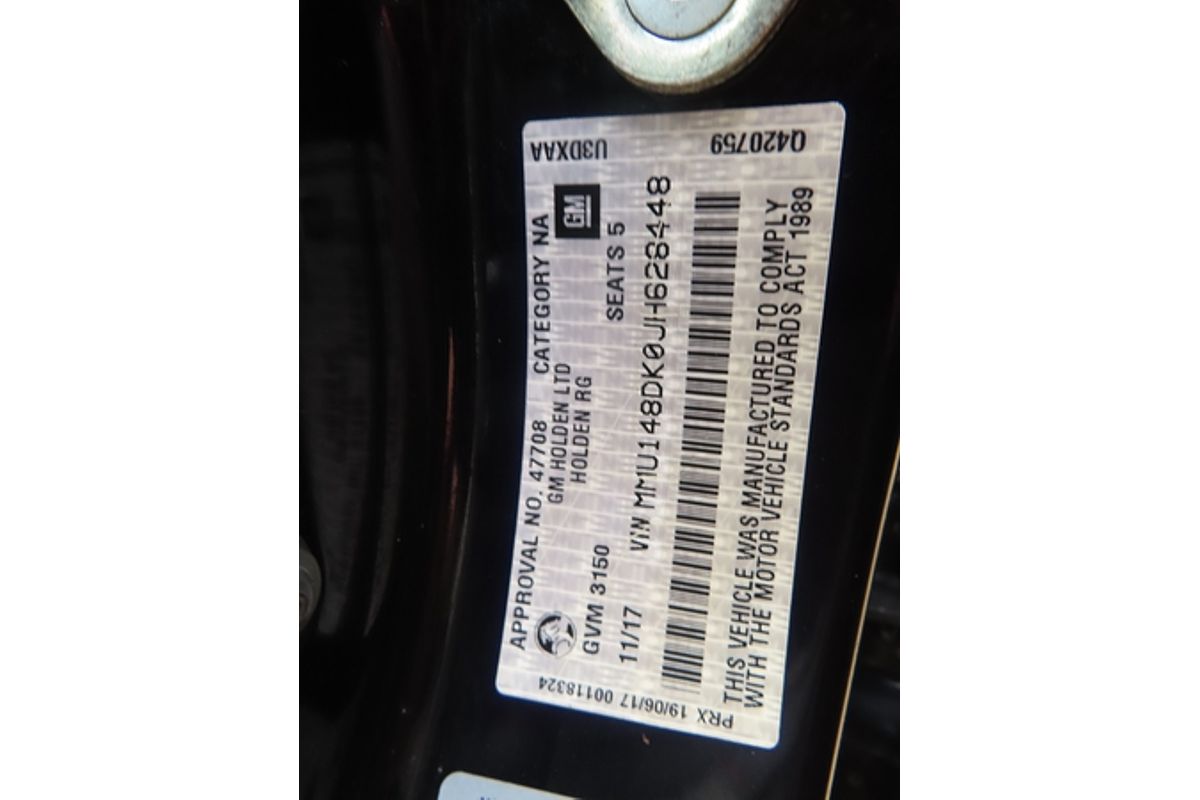 APPROVAL NO. 47708 CATEGORY NA
GM HOLDEN LTD
HOLDEN RG
GM
GVM 3150 SEATS 5
11/17
VIN MMU148DK0JH628448
THIS VEHICLE WAS MANUFACTURED TO COMPLY
WITH THE MOTOR VEHICLE STANDARDS ACT 1989
U3DXAA Q420759
PRX 19/06/17 00118324